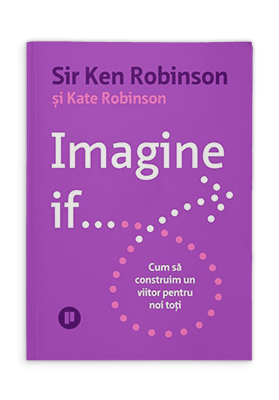 Sir Ken Robinson
și Kate Robinson
Imagine
if...
Cum să
construim un
viitor pentru
noi toți